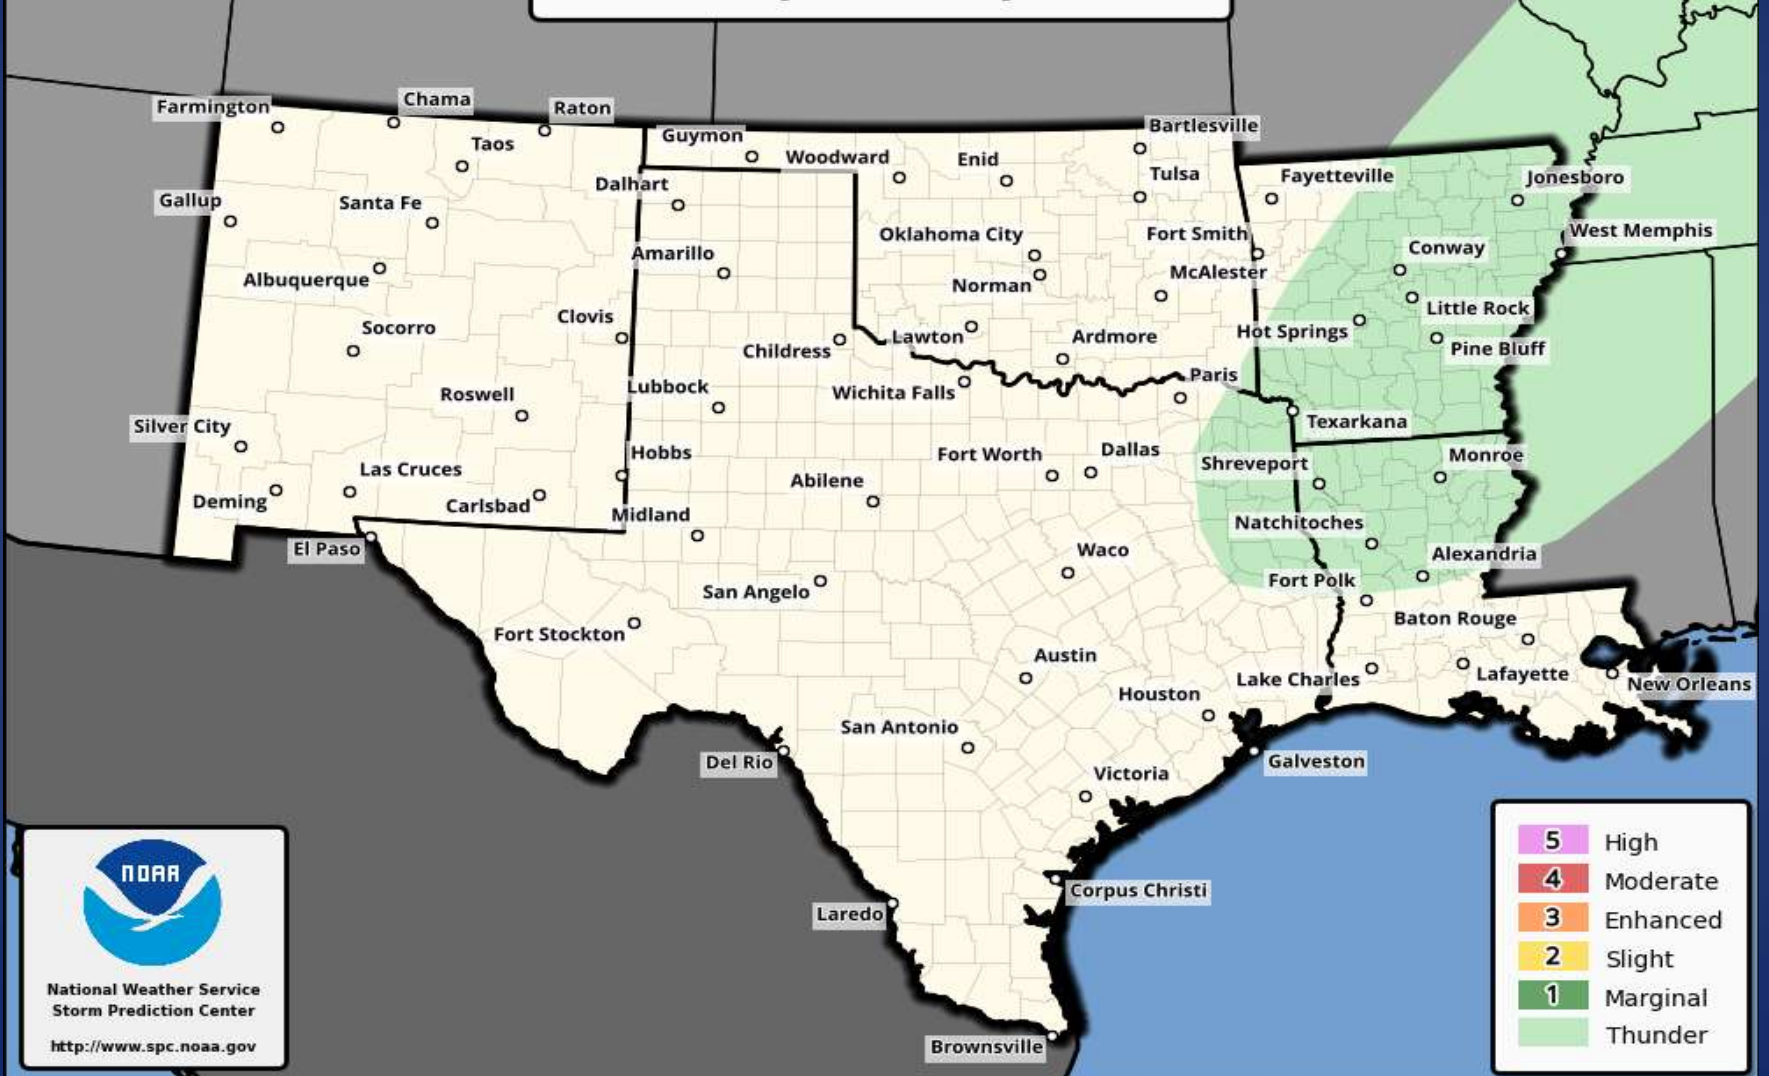 Farmington
Chama
Raton
Taos
Guymon
Woodward
Enid
Bartlesville
Tulsa
Fayetteville
Jonesboro
Dalhart
Gallup
Santa Fe
Oklahoma City
Fort Smith
West Memphis
Conway
Amarillo
McAlester
Albuquerque
Norman
Little Rock
Clovis
Socorro
Lawton
Ardmore
Hot Springs
Pine Bluff
Childress
Paris
Lubbock
Wichita Falls
Roswell
Texarkana
Silver City
Hobbs
Fort Worth
Dallas
Shreveport
Monroe
Las Cruces
Abilene
Deming
Carlsbad
Midland
Natchitoches
El Paso
Waco
Alexandria
San Angelo
Fort Polk
Fort Stockton
Baton Rouge
Austin
Lake Charles
Lafayette
New Orleans
Houston
San Antonio
Del Rio
Galveston
Victoria
Corpus Christi
Laredo
Brownsville
NOAA
National Weather Service
Storm Prediction Center
http://www.spc.noaa.gov
5 High
4 Moderate
3 Enhanced
2 Slight
1 Marginal
Thunder